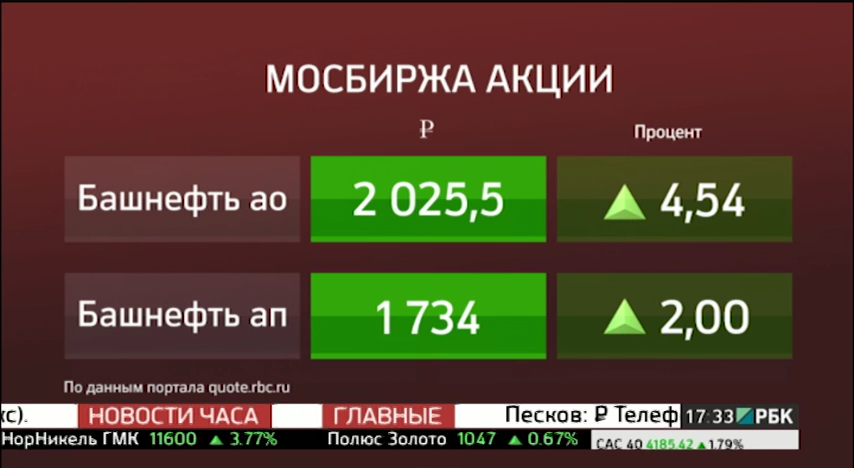 МОСБИРЖА АКЦИИ
₽ Процент
Башнефть ао 2 025,5 4,54
Башнефть ап 1 734 2,00
По данным портала quote.rbc.ru
кс). НОВОСТИ ЧАСА ГЛАВНЫЕ Песков: ₽ Телеф 17:33 РБК
НорНикель ГМК 11600 ▲ 3.77% Полюс Золото 1047 ▲ 0.67% CAC 40 4185.42 ▲ 1.79%